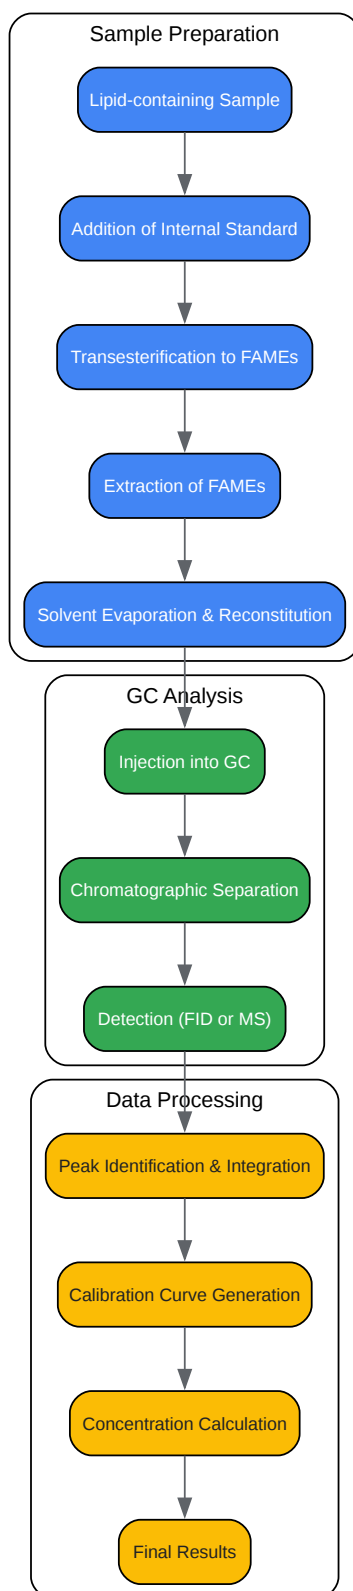 Sample Preparation
Lipid-containing Sample
Addition of Internal Standard
Transesterification to FAMEs
Extraction of FAMEs
Solvent Evaporation & Reconstitution
GC Analysis
Injection into GC
Chromatographic Separation
Detection (FID or MS)
Data Processing
Peak Identification & Integration
Calibration Curve Generation
Concentration Calculation
Final Results